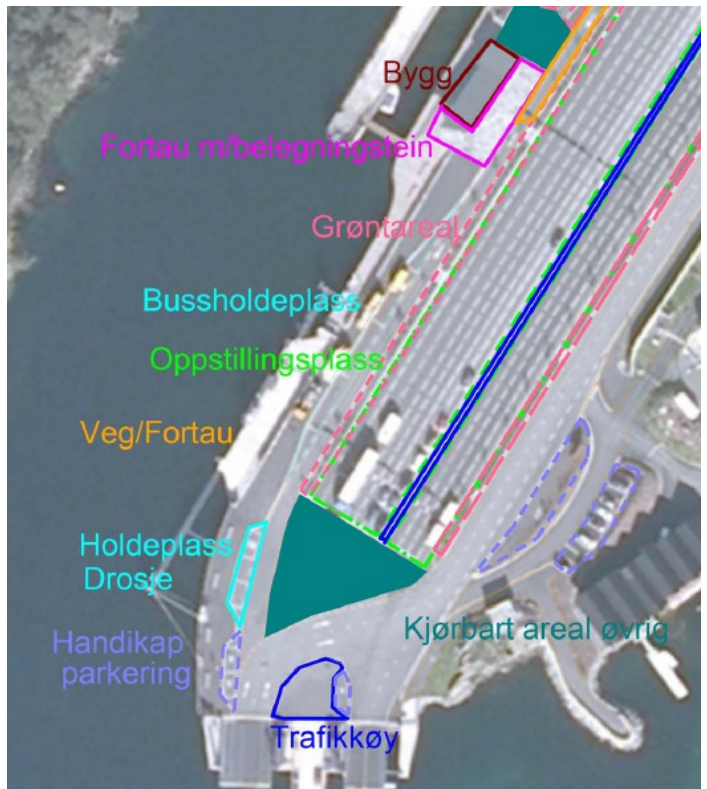 Bygg
Fortau m/belegningstein
Grøntareal
Bussholdeplass
Oppstillingsplass
Veg/Fortau
Holdeplass
Drosje
Kjørbart areal øvrig
Handikap
parkering
Trafikkøy